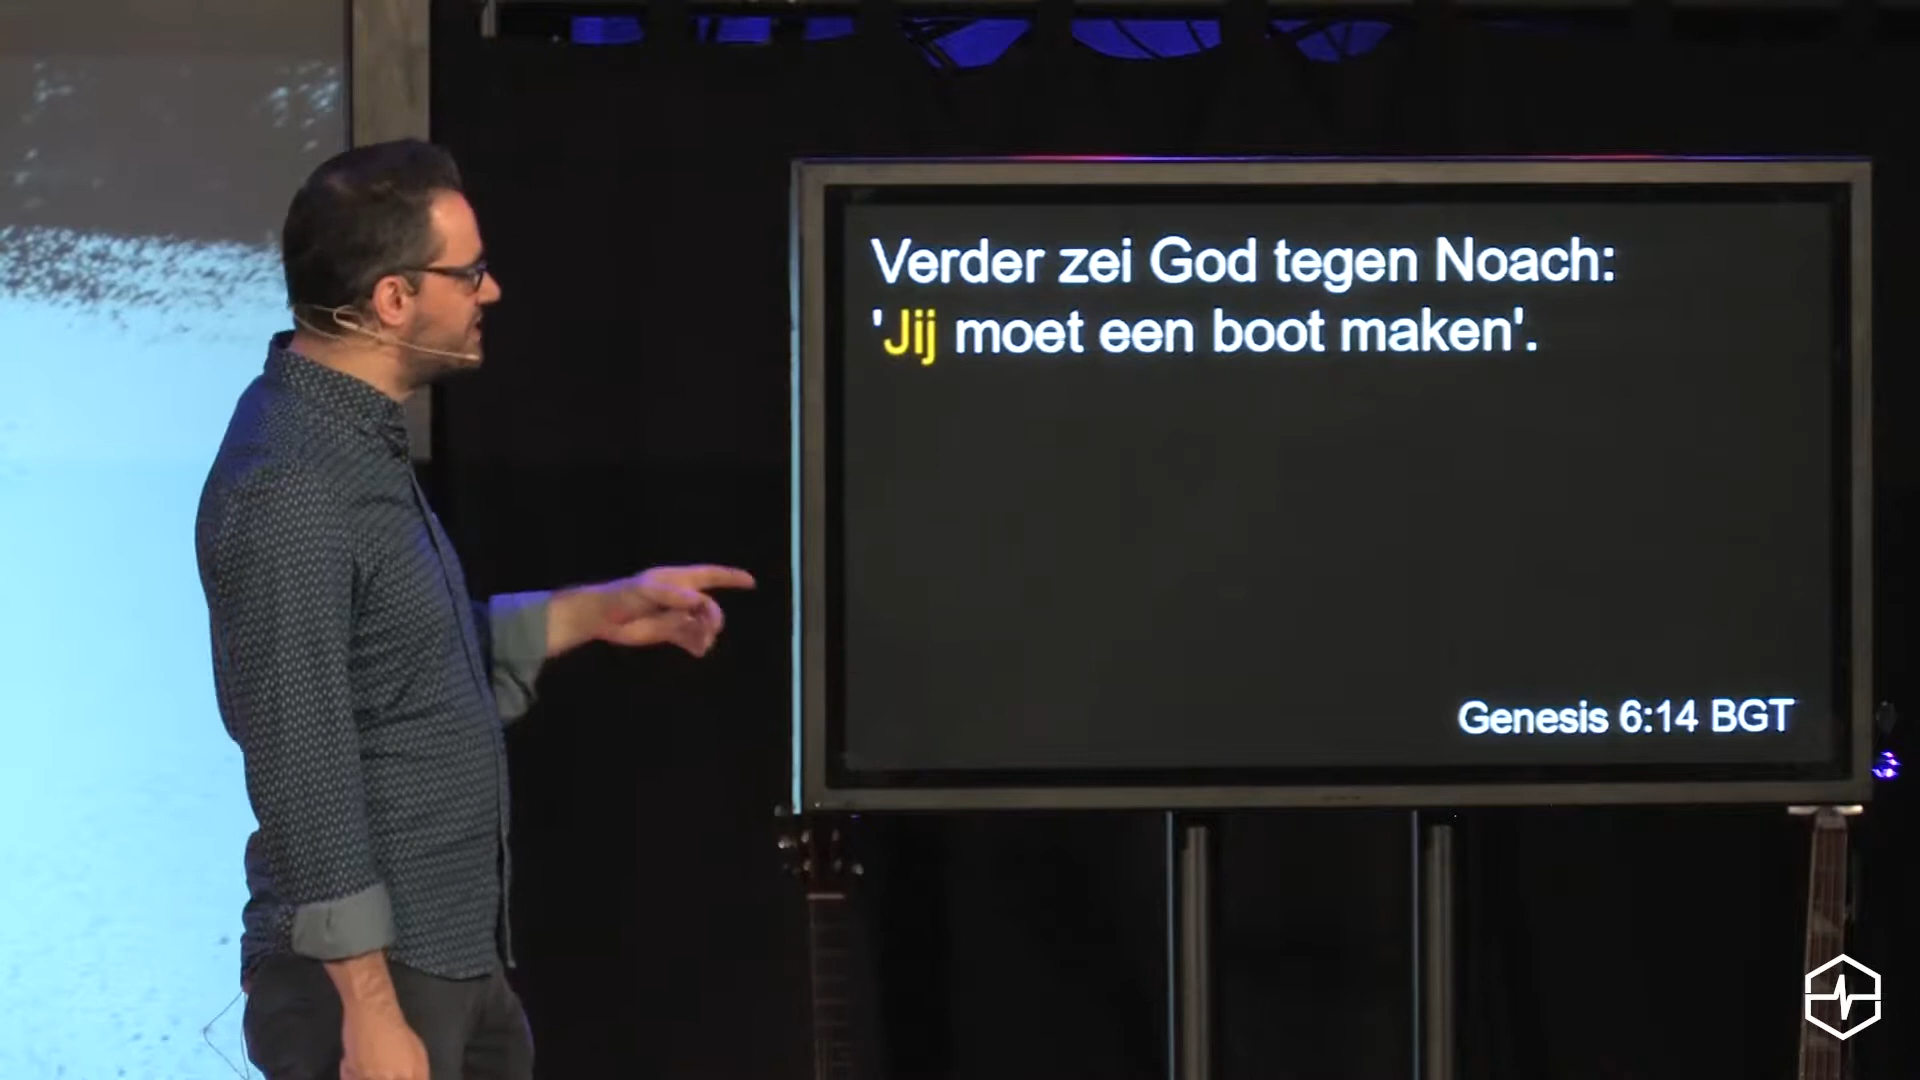 Verder zei God tegen Noach:
'Jij moet een boot maken'.
Genesis 6:14 BGT